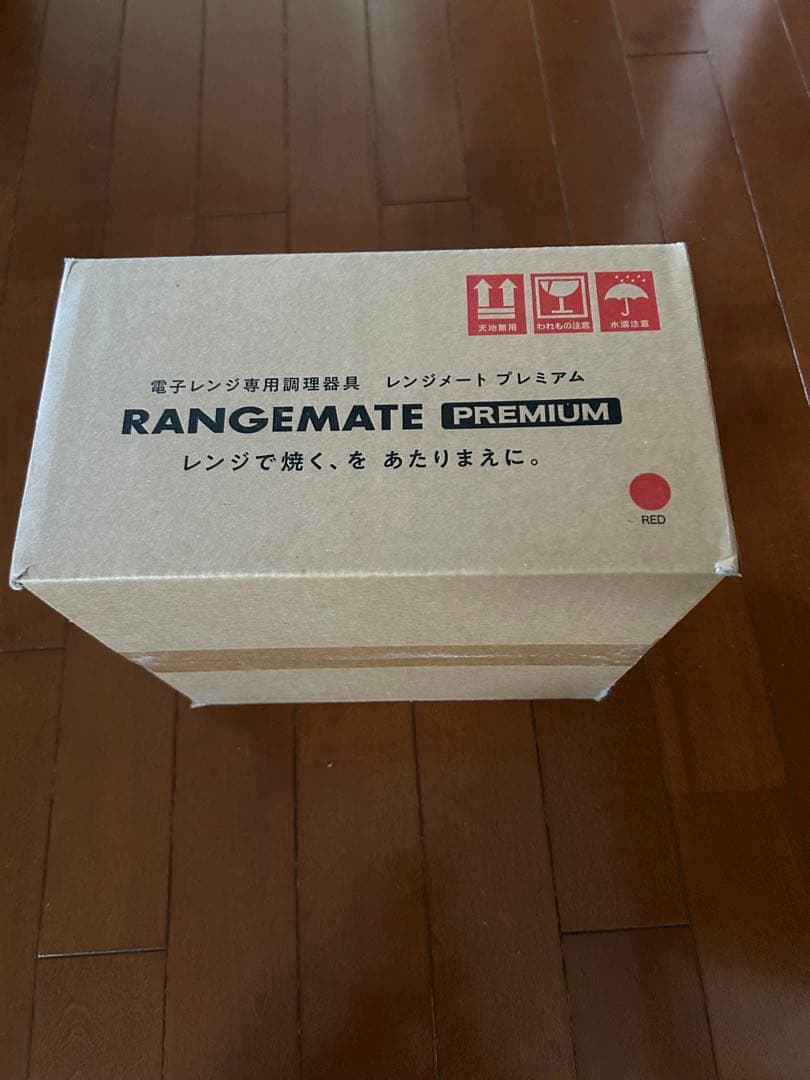 天地無用 われもの注意 水濡注意
電子レンジ専用調理器具 レンジメート プレミアム
RANGEMATE PREMIUM
レンジで焼く、を あたりまえに。
RED